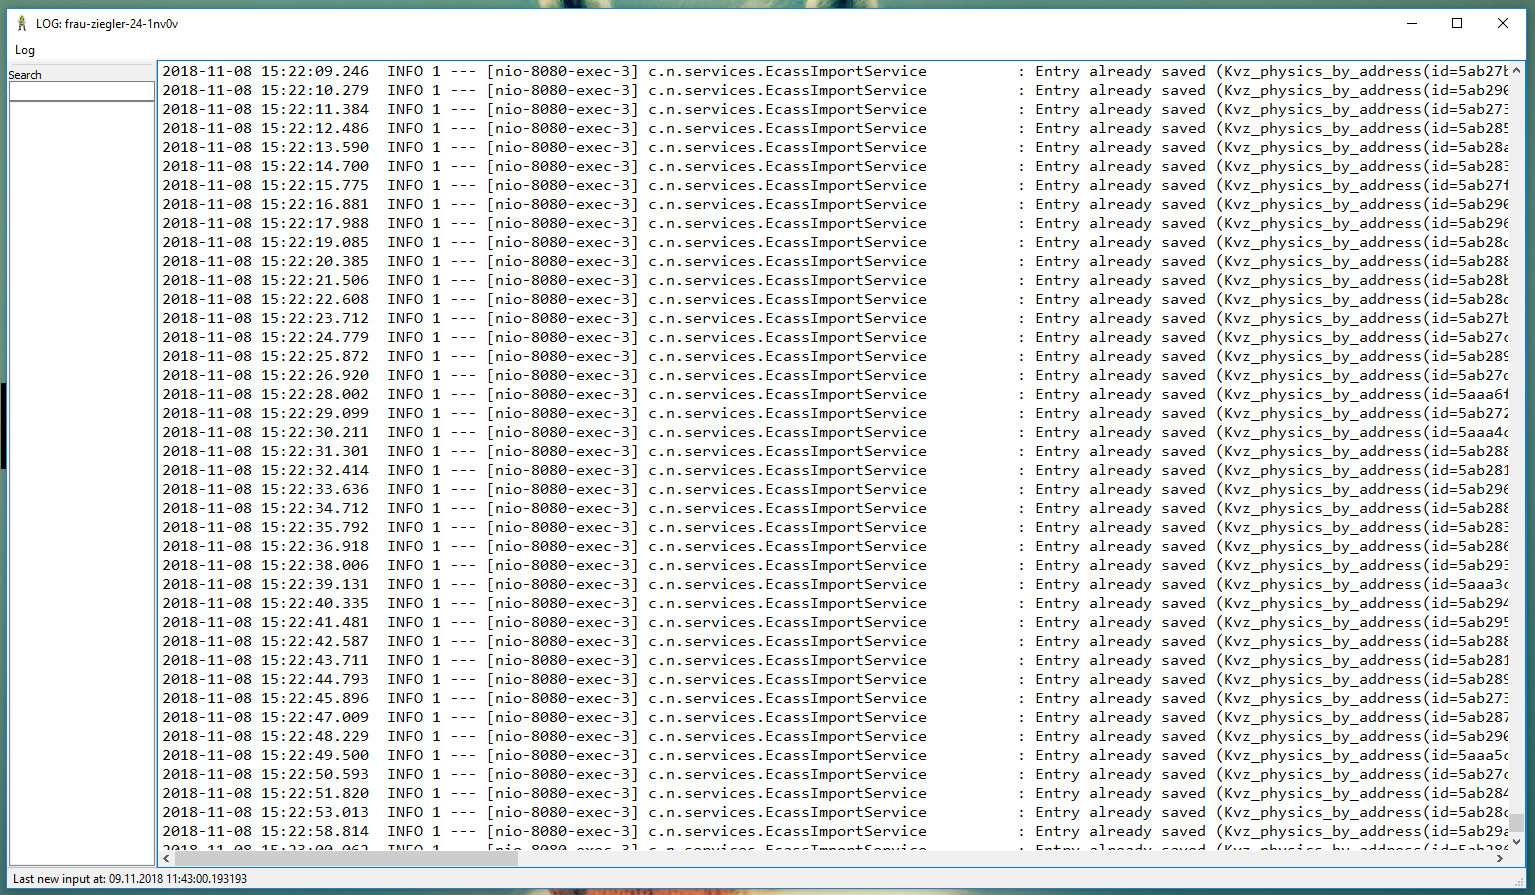 LOG: frau-ziegler-24-1nv0v
Log
Search
2018-11-08 15:22:09.246 INFO 1 --- [nio-8080-exec-3] c.n.services.EcassImportService : Entry already saved (Kvz_physics_by_address(id=5ab27b
2018-11-08 15:22:10.279 INFO 1 --- [nio-8080-exec-3] c.n.services.EcassImportService : Entry already saved (Kvz_physics_by_address(id=5ab290
2018-11-08 15:22:11.384 INFO 1 --- [nio-8080-exec-3] c.n.services.EcassImportService : Entry already saved (Kvz_physics_by_address(id=5ab273
2018-11-08 15:22:12.486 INFO 1 --- [nio-8080-exec-3] c.n.services.EcassImportService : Entry already saved (Kvz_physics_by_address(id=5ab285
2018-11-08 15:22:13.590 INFO 1 --- [nio-8080-exec-3] c.n.services.EcassImportService : Entry already saved (Kvz_physics_by_address(id=5ab28a
2018-11-08 15:22:14.700 INFO 1 --- [nio-8080-exec-3] c.n.services.EcassImportService : Entry already saved (Kvz_physics_by_address(id=5ab283
2018-11-08 15:22:15.775 INFO 1 --- [nio-8080-exec-3] c.n.services.EcassImportService : Entry already saved (Kvz_physics_by_address(id=5ab27f
2018-11-08 15:22:16.881 INFO 1 --- [nio-8080-exec-3] c.n.services.EcassImportService : Entry already saved (Kvz_physics_by_address(id=5ab290
2018-11-08 15:22:17.988 INFO 1 --- [nio-8080-exec-3] c.n.services.EcassImportService : Entry already saved (Kvz_physics_by_address(id=5ab296
2018-11-08 15:22:19.085 INFO 1 --- [nio-8080-exec-3] c.n.services.EcassImportService : Entry already saved (Kvz_physics_by_address(id=5ab28
2018-11-08 15:22:20.385 INFO 1 --- [nio-8080-exec-3] c.n.services.EcassImportService : Entry already saved (Kvz_physics_by_address(id=5ab288
2018-11-08 15:22:21.506 INFO 1 --- [nio-8080-exec-3] c.n.services.EcassImportService : Entry already saved (Kvz_physics_by_address(id=5ab28b
2018-11-08 15:22:22.608 INFO 1 --- [nio-8080-exec-3] c.n.services.EcassImportService : Entry already saved (Kvz_physics_by_address(id=5ab28
2018-11-08 15:22:23.712 INFO 1 --- [nio-8080-exec-3] c.n.services.EcassImportService : Entry already saved (Kvz_physics_by_address(id=5ab27b
2018-11-08 15:22:24.779 INFO 1 --- [nio-8080-exec-3] c.n.services.EcassImportService : Entry already saved (Kvz_physics_by_address(id=5ab27
2018-11-08 15:22:25.872 INFO 1 --- [nio-8080-exec-3] c.n.services.EcassImportService : Entry already saved (Kvz_physics_by_address(id=5ab289
2018-11-08 15:22:26.920 INFO 1 --- [nio-8080-exec-3] c.n.services.EcassImportService : Entry already saved (Kvz_physics_by_address(id=5ab27
2018-11-08 15:22:28.002 INFO 1 --- [nio-8080-exec-3] c.n.services.EcassImportService : Entry already saved (Kvz_physics_by_address(id=5aaa6f
2018-11-08 15:22:29.099 INFO 1 --- [nio-8080-exec-3] c.n.services.EcassImportService : Entry already saved (Kvz_physics_by_address(id=5ab272
2018-11-08 15:22:30.211 INFO 1 --- [nio-8080-exec-3] c.n.services.EcassImportService : Entry already saved (Kvz_physics_by_address(id=5aaa4
2018-11-08 15:22:31.301 INFO 1 --- [nio-8080-exec-3] c.n.services.EcassImportService : Entry already saved (Kvz_physics_by_address(id=5ab288
2018-11-08 15:22:32.414 INFO 1 --- [nio-8080-exec-3] c.n.services.EcassImportService : Entry already saved (Kvz_physics_by_address(id=5ab281
2018-11-08 15:22:33.636 INFO 1 --- [nio-8080-exec-3] c.n.services.EcassImportService : Entry already saved (Kvz_physics_by_address(id=5ab296
2018-11-08 15:22:34.712 INFO 1 --- [nio-8080-exec-3] c.n.services.EcassImportService : Entry already saved (Kvz_physics_by_address(id=5ab288
2018-11-08 15:22:35.792 INFO 1 --- [nio-8080-exec-3] c.n.services.EcassImportService : Entry already saved (Kvz_physics_by_address(id=5ab283
2018-11-08 15:22:36.918 INFO 1 --- [nio-8080-exec-3] c.n.services.EcassImportService : Entry already saved (Kvz_physics_by_address(id=5ab286
2018-11-08 15:22:38.006 INFO 1 --- [nio-8080-exec-3] c.n.services.EcassImportService : Entry already saved (Kvz_physics_by_address(id=5ab293
2018-11-08 15:22:39.131 INFO 1 --- [nio-8080-exec-3] c.n.services.EcassImportService : Entry already saved (Kvz_physics_by_address(id=5aaa3
2018-11-08 15:22:40.335 INFO 1 --- [nio-8080-exec-3] c.n.services.EcassImportService : Entry already saved (Kvz_physics_by_address(id=5ab294
2018-11-08 15:22:41.481 INFO 1 --- [nio-8080-exec-3] c.n.services.EcassImportService : Entry already saved (Kvz_physics_by_address(id=5ab295
2018-11-08 15:22:42.587 INFO 1 --- [nio-8080-exec-3] c.n.services.EcassImportService : Entry already saved (Kvz_physics_by_address(id=5ab288
2018-11-08 15:22:43.711 INFO 1 --- [nio-8080-exec-3] c.n.services.EcassImportService : Entry already saved (Kvz_physics_by_address(id=5ab281
2018-11-08 15:22:44.793 INFO 1 --- [nio-8080-exec-3] c.n.services.EcassImportService : Entry already saved (Kvz_physics_by_address(id=5ab289
2018-11-08 15:22:45.896 INFO 1 --- [nio-8080-exec-3] c.n.services.EcassImportService : Entry already saved (Kvz_physics_by_address(id=5ab273
2018-11-08 15:22:47.009 INFO 1 --- [nio-8080-exec-3] c.n.services.EcassImportService : Entry already saved (Kvz_physics_by_address(id=5ab287
2018-11-08 15:22:48.229 INFO 1 --- [nio-8080-exec-3] c.n.services.EcassImportService : Entry already saved (Kvz_physics_by_address(id=5ab290
2018-11-08 15:22:49.500 INFO 1 --- [nio-8080-exec-3] c.n.services.EcassImportService : Entry already saved (Kvz_physics_by_address(id=5aaa5
2018-11-08 15:22:50.593 INFO 1 --- [nio-8080-exec-3] c.n.services.EcassImportService : Entry already saved (Kvz_physics_by_address(id=5ab27
2018-11-08 15:22:51.820 INFO 1 --- [nio-8080-exec-3] c.n.services.EcassImportService : Entry already saved (Kvz_physics_by_address(id=5ab284
2018-11-08 15:22:53.013 INFO 1 --- [nio-8080-exec-3] c.n.services.EcassImportService : Entry already saved (Kvz_physics_by_address(id=5ab28
2018-11-08 15:22:58.814 INFO 1 --- [nio-8080-exec-3] c.n.services.EcassImportService : Entry already saved (Kvz_physics_by_address(id=5ab29a
Last new input at: 09.11.2018 11:43:00.193193